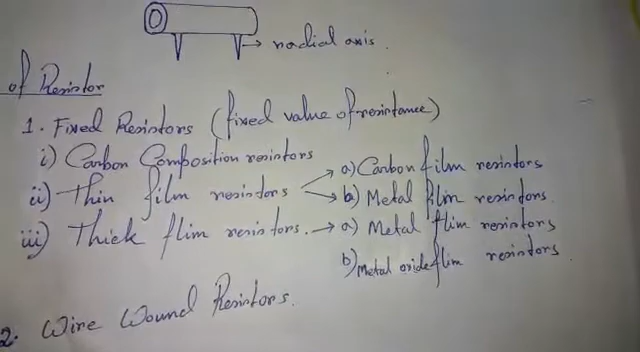 radial axis.
of Resistor
1. Fixed Resistors (fixed value of resistance)
i) Carbon Composition resistors
ii) Thin film resistors → a) Carbon film resistors
→ b) Metal film resistors.
iii) Thick flim resistors. → a) Metal flim resistors
b) Metal oxide flim resistors.
2. Wire Wound Resistors.